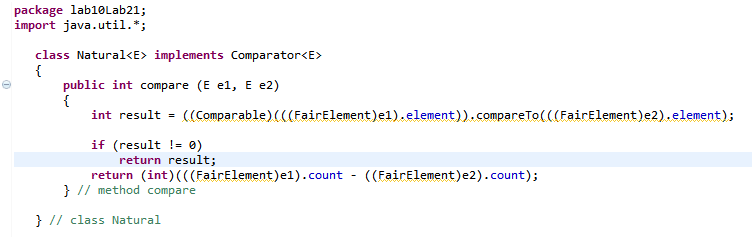 package lab10Lab21;
import java.util.*;
class Natural<E> implements Comparator<E>
{
public int compare (E e1, E e2)
{
int result = ((Comparable)(((FairElement)e1).element)).compareTo(((FairElement)e2).element);
if (result != 0)
return result;
return (int)(((FairElement)e1).count - ((FairElement)e2).count);
} // method compare
} // class Natural